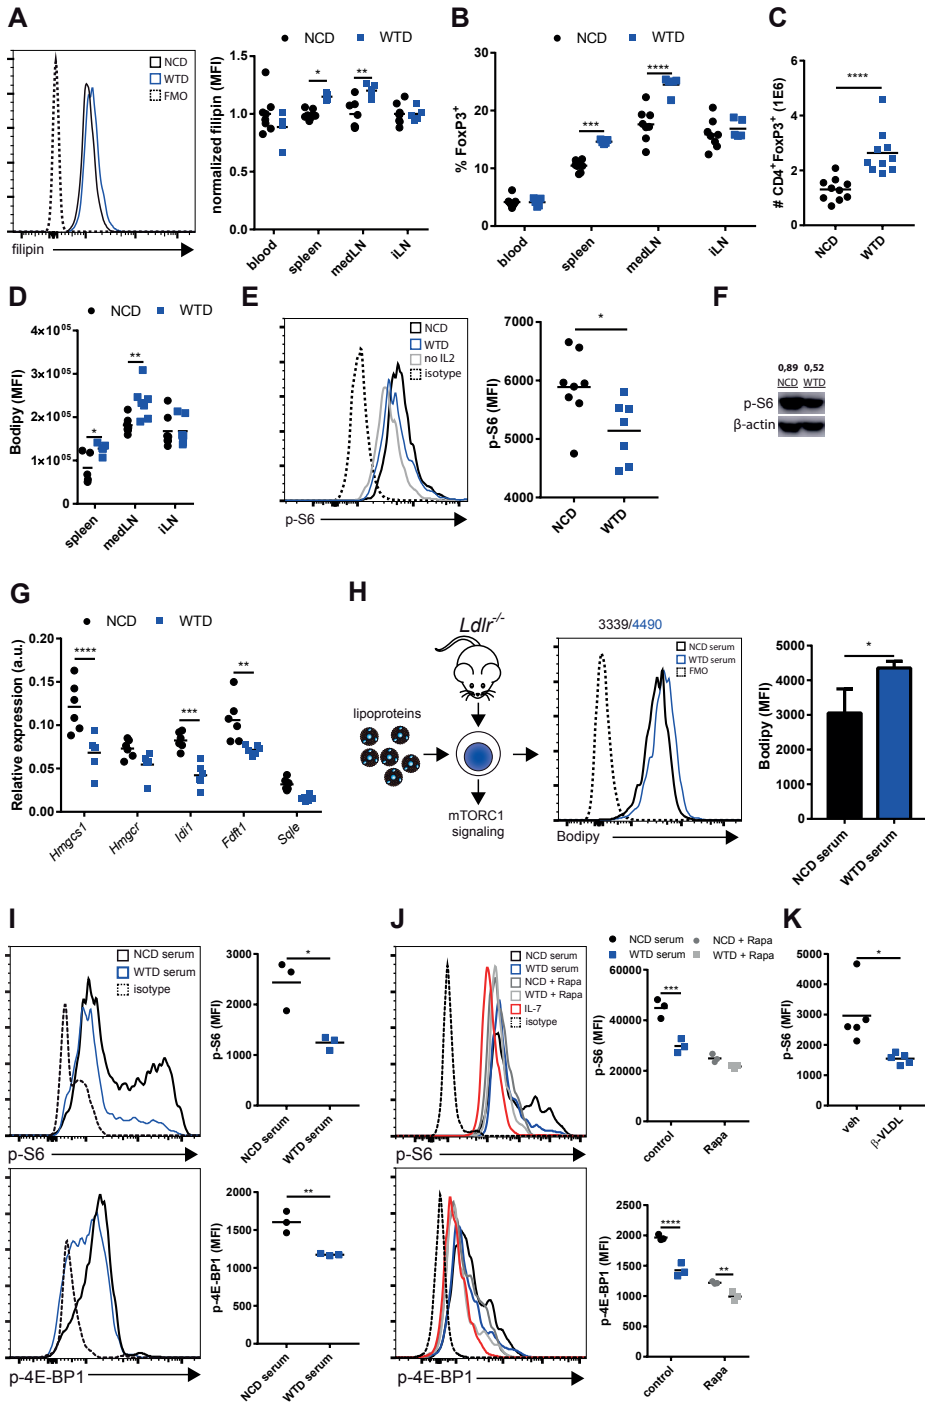 A
NCD
WTD
FMO
filipin
NCD WTD
normalized filipin (MFI)
1.5
1.0
0.5
0.0
* **
blood spleen medLN iLN
B
NCD WTD
% FoxP3+
30
20
10
0
*** ****
blood spleen medLN iLN
C
# CD4+FoxP3+ (1E6)
6
4
2
0
****
NCD WTD
D
NCD WTD
Bodipy (MFI)
4×10⁰⁵
3×10⁰⁵
2×10⁰⁵
1×10⁰⁵
0
* **
spleen medLN iLN
E
NCD
WTD
no IL2
isotype
p-S6
p-S6 (MFI)
7000
6000
5000
4000
*
NCD WTD
F
0,89 0,52
NCD WTD
p-S6
β-actin
G
NCD WTD
Relative expression (a.u.)
0.20
0.15
0.10
0.05
0.00
**** *** **
Hmgcs1 Hmgcr Idi1 Fdft1 Sqle
H
Ldlr-/-
lipoproteins
mTORC1
signaling
3339/4490
NCD serum
WTD serum
FMO
Bodipy
Bodipy (MFI)
5000
4000
3000
2000
1000
0
*
NCD serum WTD serum
I
NCD serum
WTD serum
isotype
p-S6
p-S6 (MFI)
3000
2000
1000
0
*
NCD serum WTD serum
p-4E-BP1
p-4E-BP1 (MFI)
2000
1500
1000
500
0
**
NCD serum WTD serum
J
NCD serum
WTD serum
NCD + Rapa
WTD + Rapa
IL-7
isotype
p-S6
NCD serum NCD + Rapa
WTD serum WTD + Rapa
p-S6 (MFI)
60000
40000
20000
0
***
control Rapa
p-4E-BP1
p-4E-BP1 (MFI)
2500
2000
1500
1000
500
0
**** **
control Rapa
K
p-S6 (MFI)
5000
4000
3000
2000
1000
0
*
veh β-VLDL